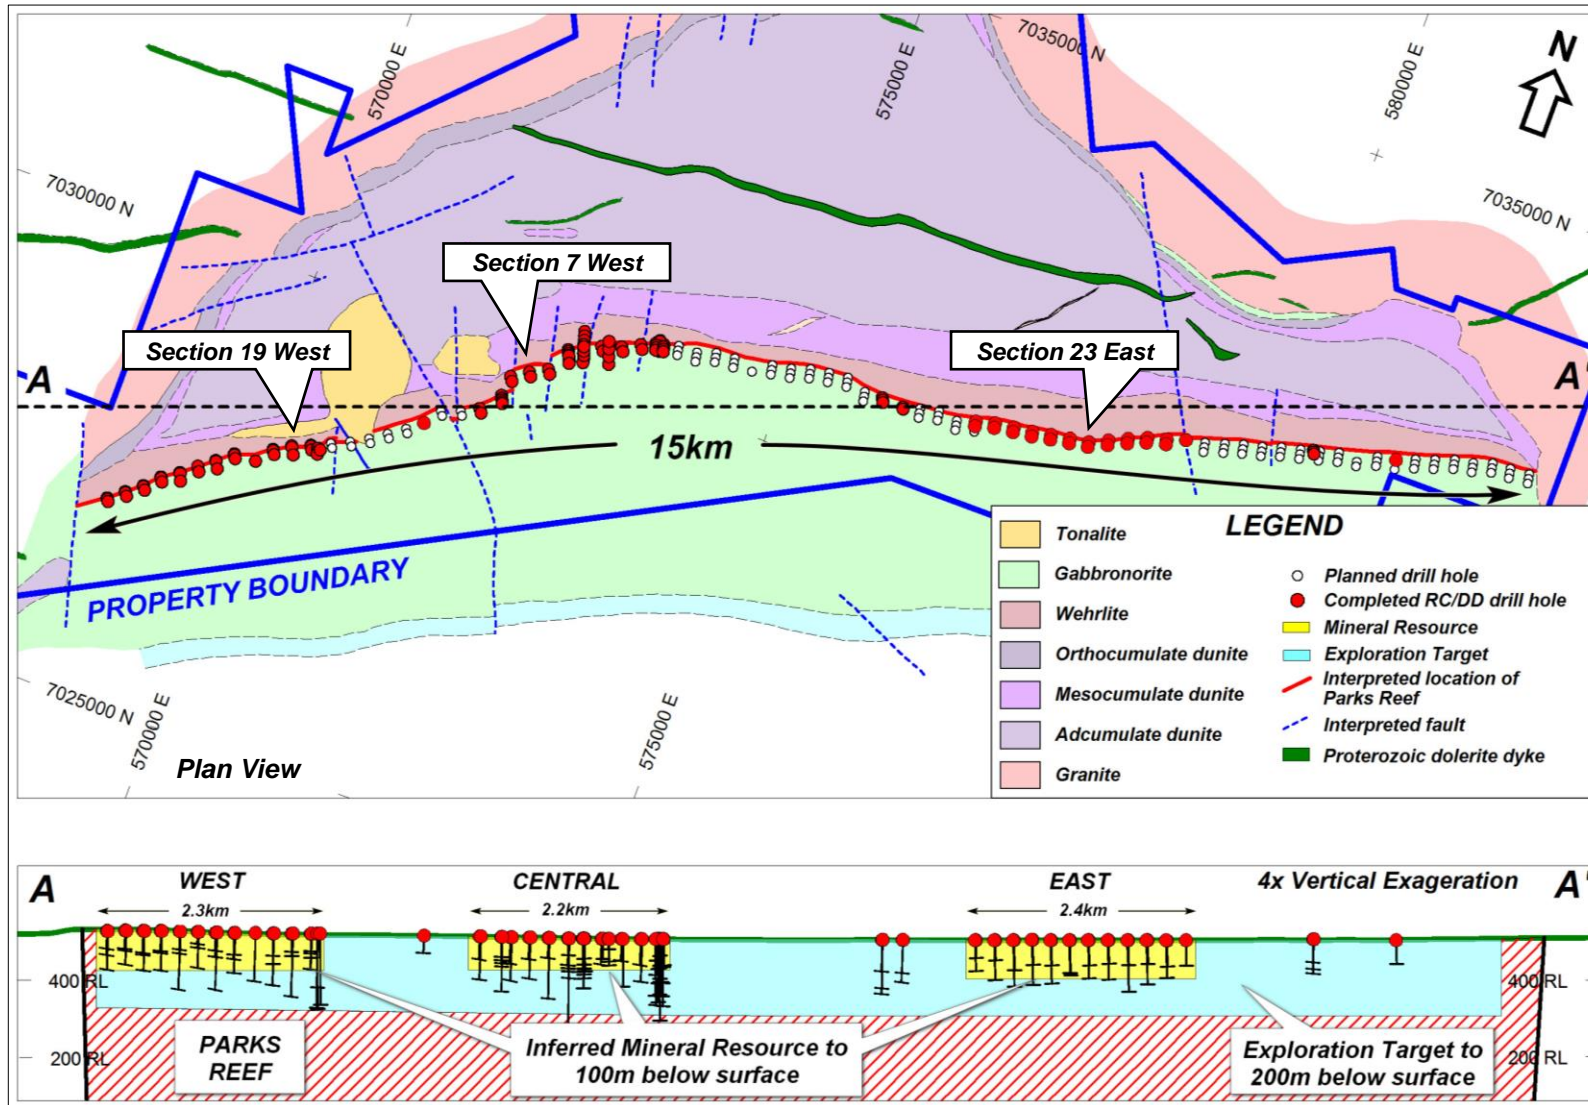 570000 E
575000 E
7035000 N
580000 E
N
7030000 N
7035000 N
Section 7 West
Section 19 West
Section 23 East
A
A'
15km
PROPERTY BOUNDARY
7025000 N
570000 E
575000 E
Plan View
LEGEND
Tonalite
Gabbronorite
Wehrlite
Orthocumulate dunite
Mesocumulate dunite
Adcumulate dunite
Granite
Planned drill hole
Completed RC/DD drill hole
Mineral Resource
Exploration Target
Interpreted location of
Parks Reef
Interpreted fault
Proterozoic dolerite dyke
A
WEST
CENTRAL
EAST
4x Vertical Exageration
A'
2.3km
2.2km
2.4km
400 RL
400 RL
200 RL
200 RL
PARKS
REEF
Inferred Mineral Resource to
100m below surface
Exploration Target to
200m below surface